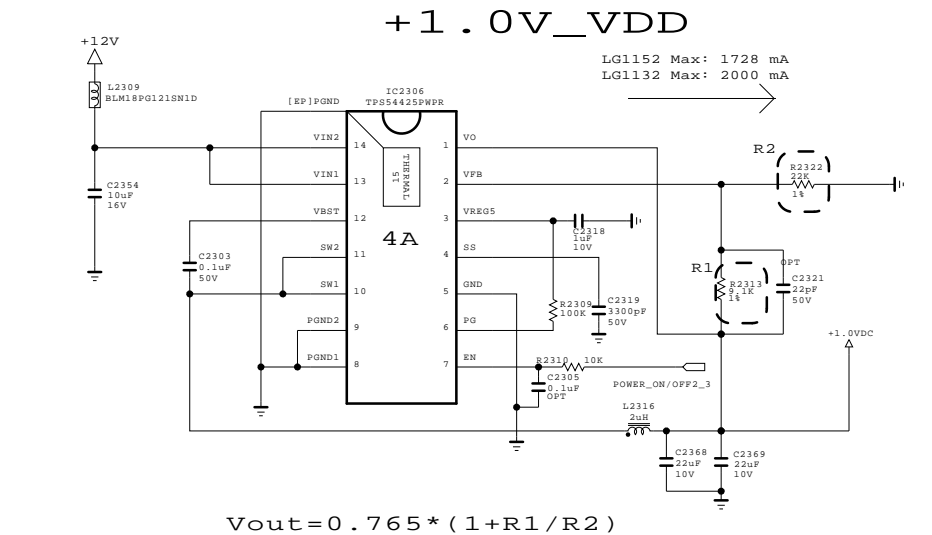 +1.0V_VDD
+12V
LG1152 Max: 1728 mA
LG1132 Max: 2000 mA
L2309
BLM18PG121SN1D
IC2306
TPS54425PWPR
[EP]PGND
VIN2
14
1
VO
VIN1
13
2
VFB
VBST
12
3
VREG5
SW2
11
4
SS
SW1
10
5
GND
PGND2
9
6
PG
PGND1
8
7
EN
THERMAL
15
4A
C2354
10uF
16V
C2303
0.1uF
50V
C2318
1uF
10V
R2309
100K
C2319
3300pF
50V
R2310 10K
C2305
0.1uF
OPT
POWER_ON/OFF2_3
R2
R2322
22K
1%
R1
R2313
9.1K
1%
OPT
C2321
22pF
50V
+1.0VDC
L2316
2uH
C2368
22uF
10V
C2369
22uF
10V
Vout=0.765*(1+R1/R2)